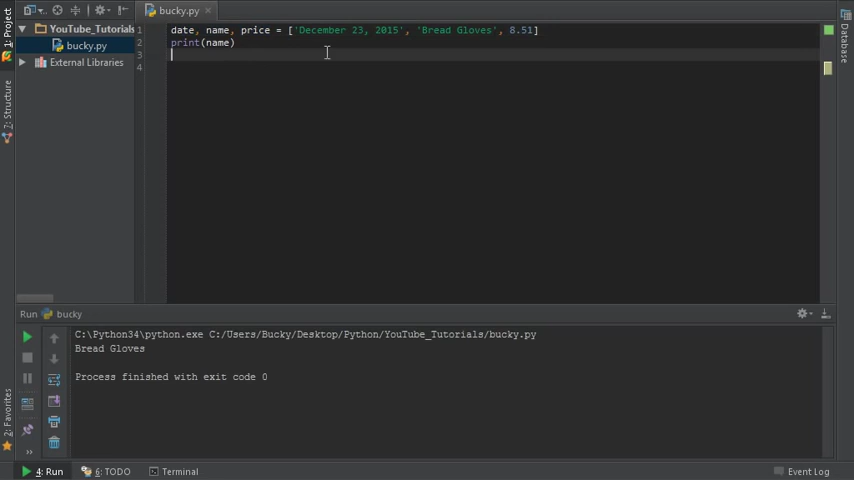 bucky.py
1: Project
YouTube_Tutorials
bucky.py
External Libraries
7: Structure
2: Favorites
Database
1 date, name, price = ['December 23, 2015', 'Bread Gloves', 8.51]
2 print(name)
3
4
Run bucky
C:\Python34\python.exe C:/Users/Bucky/Desktop/Python/YouTube_Tutorials/bucky.py
Bread Gloves
Process finished with exit code 0
4: Run 6: TODO Terminal Event Log